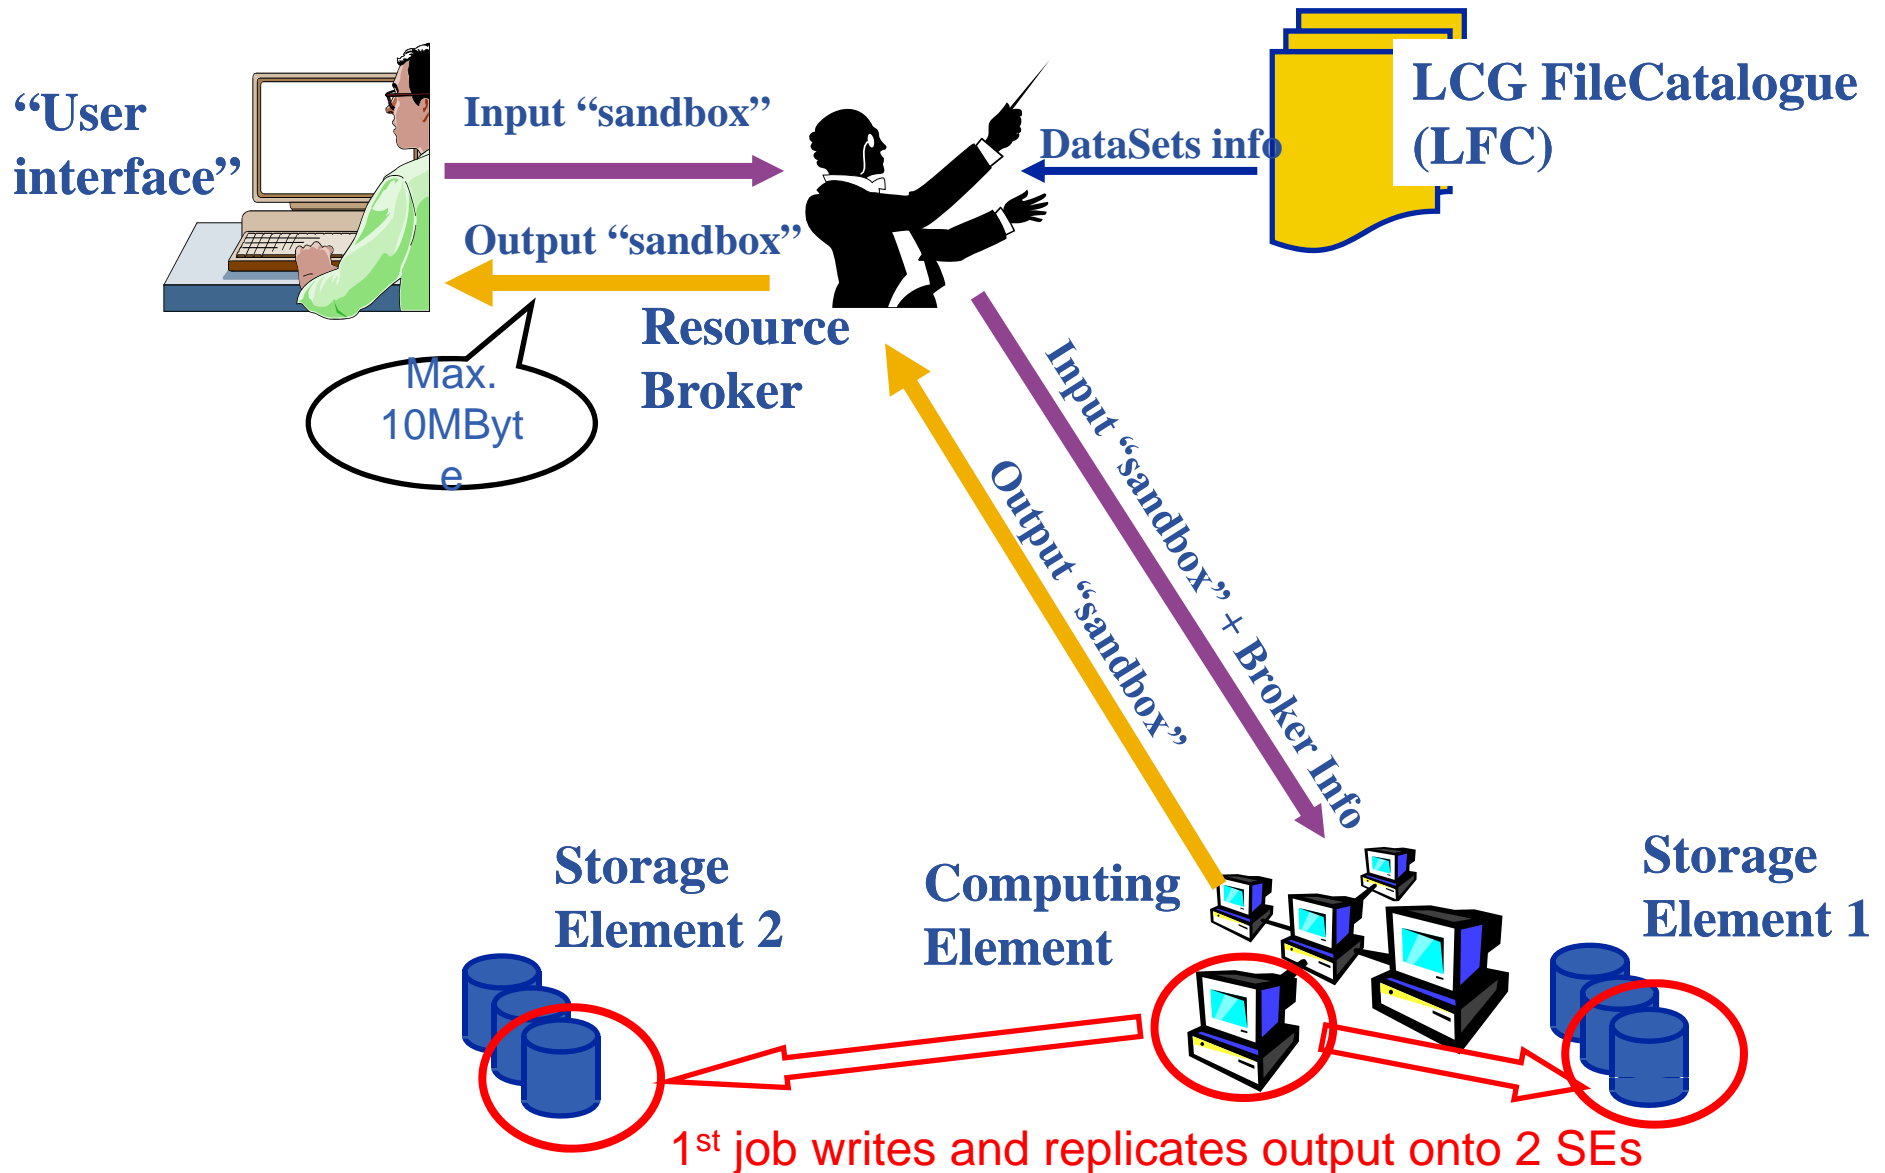 “User
interface”
Input “sandbox”
Output “sandbox”
DataSets info
LCG FileCatalogue
(LFC)
Resource
Broker
Max.
10MByt
e
Input “sandbox” + Broker Info
Output “sandbox”
Storage
Element 2
Computing
Element
Storage
Element 1
1st job writes and replicates output onto 2 SEs